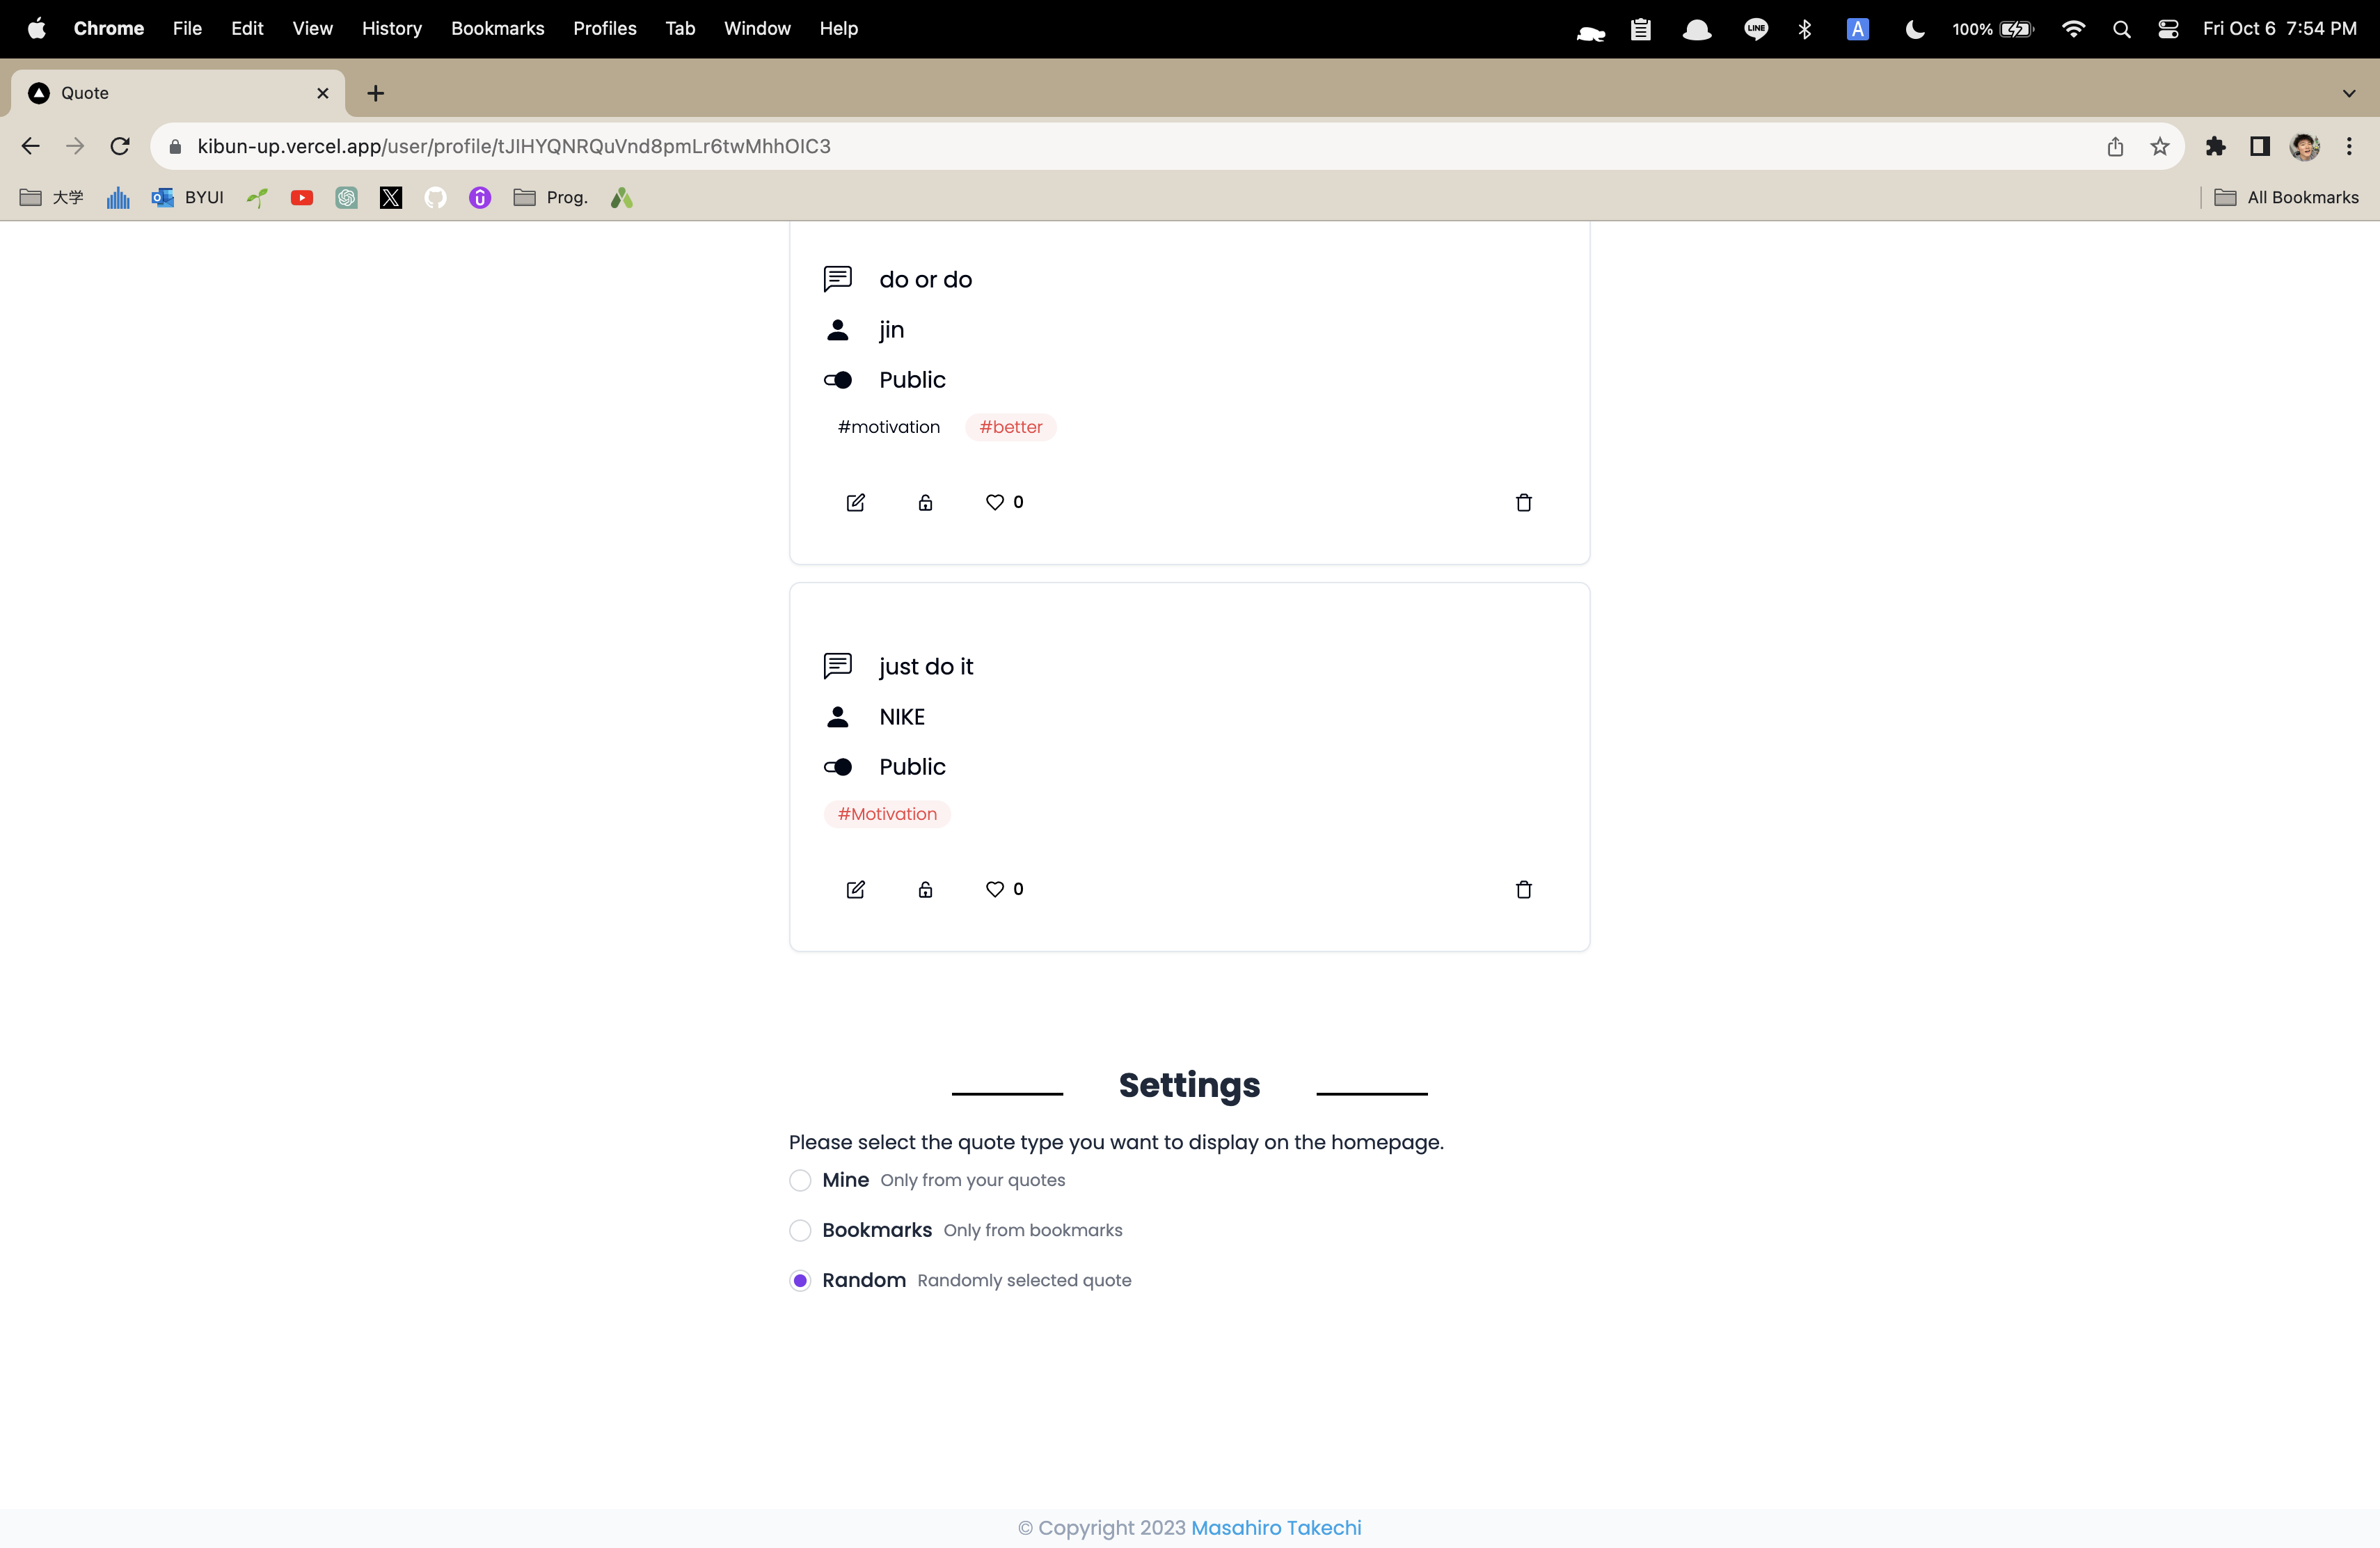 Chrome File Edit View History Bookmarks Profiles Tab Window Help LINE A 100% Fri Oct 6 7:54 PM
Quote
kibun-up.vercel.app/user/profile/tJIHYQNRQuVnd8pmLr6twMhhOIC3
大学 BYUI Prog. All Bookmarks
do or do
jin
Public
#motivation #better
0
just do it
NIKE
Public
#Motivation
0
Settings
Please select the quote type you want to display on the homepage.
Mine Only from your quotes
Bookmarks Only from bookmarks
Random Randomly selected quote
© Copyright 2023 Masahiro Takechi